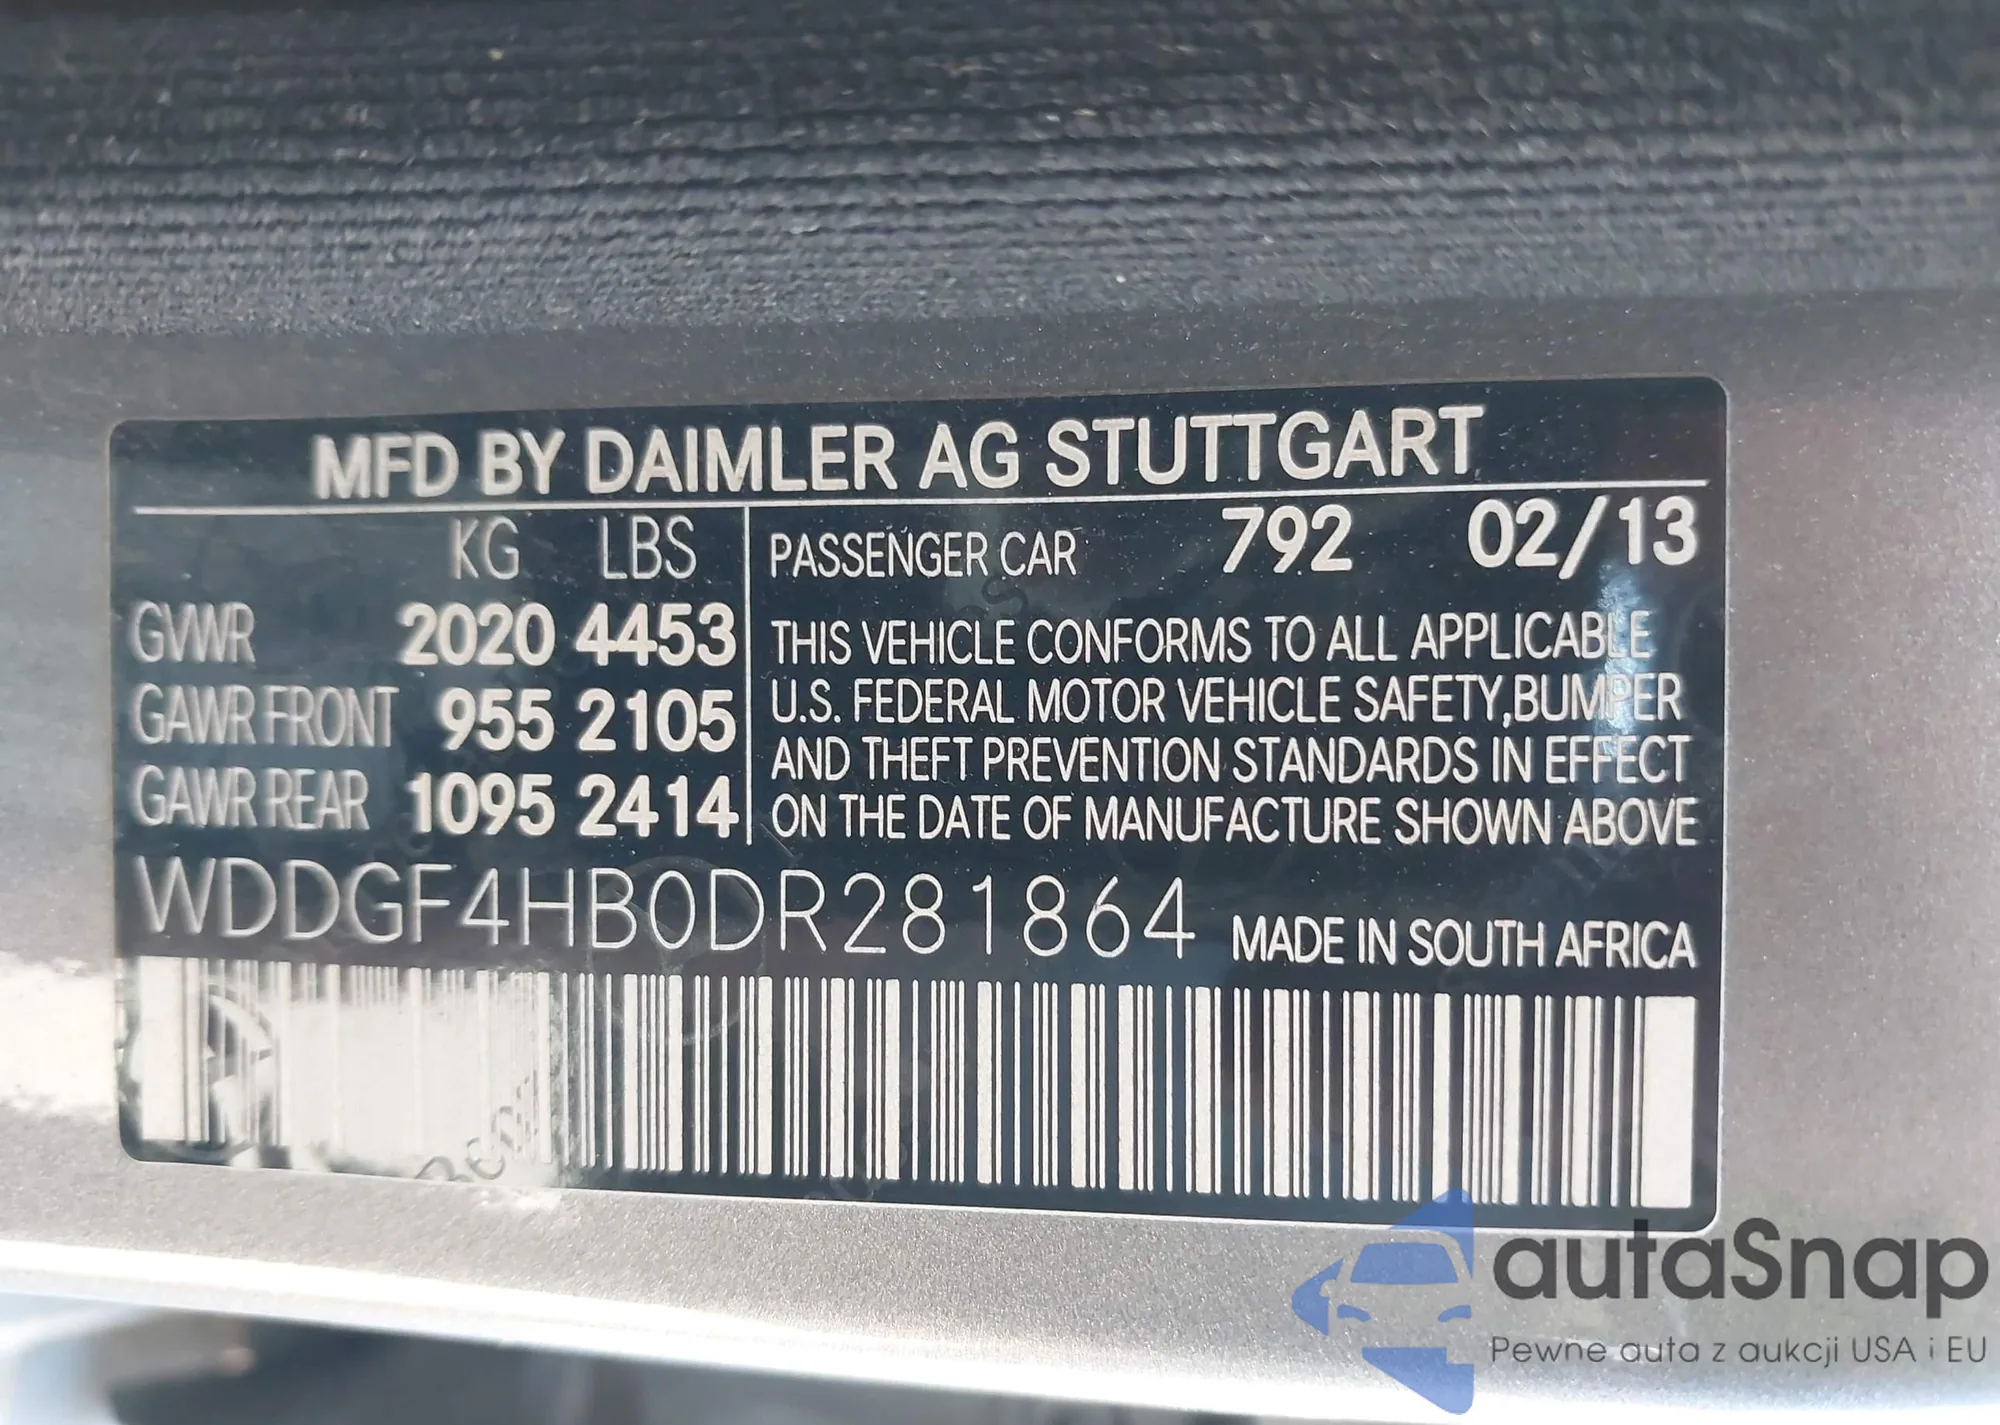 MFD BY DAIMLER AG STUTTGART
KG LBS
GVWR 2020 4453
GAWR FRONT 955 2105
GAWR REAR 1095 2414
PASSENGER CAR 792 02/13
THIS VEHICLE CONFORMS TO ALL APPLICABLE
U.S. FEDERAL MOTOR VEHICLE SAFETY,BUMPER
AND THEFT PREVENTION STANDARDS IN EFFECT
ON THE DATE OF MANUFACTURE SHOWN ABOVE
WDDGF4HB0DR281864 MADE IN SOUTH AFRICA
autaSnap
Pewne auta z aukcji USA i EU